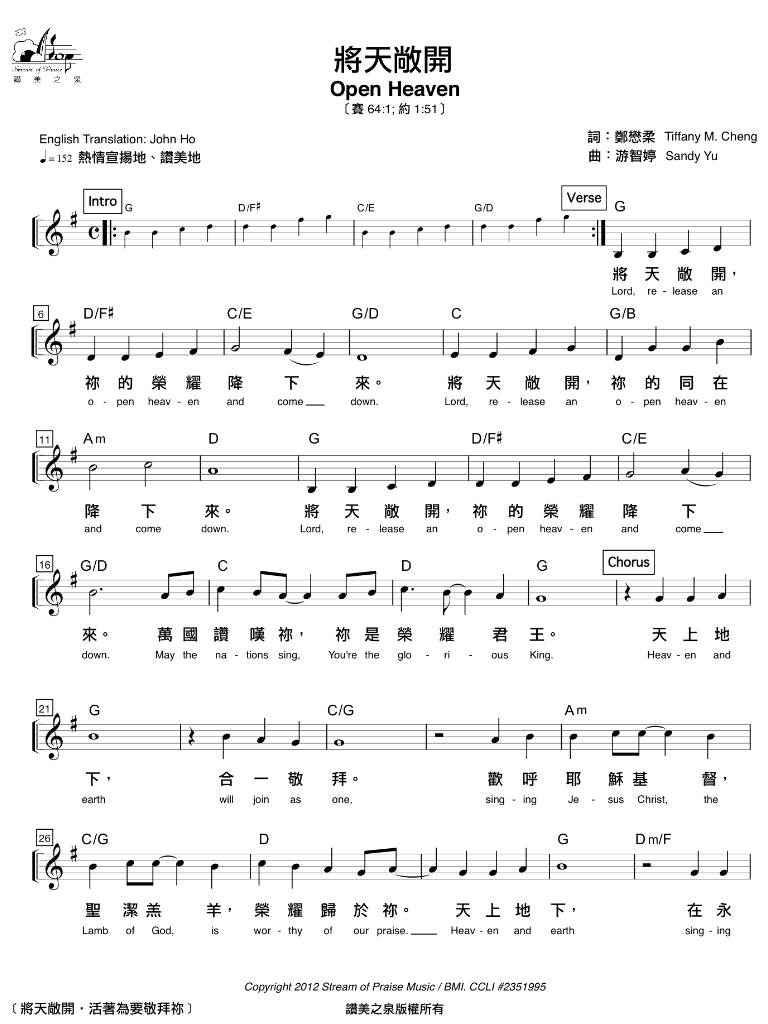 Stream of Praise
讚美之泉
將天敞開
Open Heaven
〔賽 64:1; 約 1:51〕
English Translation: John Ho
♩= 152 熱情宣揚地、讚美地
詞：鄭懋柔 Tiffany M. Cheng
曲：游智婷 Sandy Yu
Intro Verse
G D/F# C/E G/D G
將 天 敞 開，
Lord, re - lease an
6 D/F# C/E G/D C G/B
祢 的 榮 耀 降 下 來。 將 天 敞 開， 祢 的 同 在
o - pen heav - en and come ___ down. Lord, re - lease an o - pen heav - en
11 Am D G D/F# C/E
降 下 來。 將 天 敞 開， 祢 的 榮 耀 降 下
and come down. Lord, re - lease an o - pen heav - en and come ___
Chorus
16 G/D C D G
來。 萬 國 讚 嘆 祢， 祢 是 榮 耀 君 王。 天 上 地
down. May the na - tions sing, You're the glo - ri - ous King. Heav - en and
21 G C/G Am
下， 合 一 敬 拜。 歡 呼 耶 穌 基 督，
earth will join as one, sing - ing Je - sus Christ, the
26 C/G D G Dm/F
聖 潔 羔 羊， 榮 耀 歸 於 祢。 天 上 地 下， 在 永
Lamb of God, is wor - thy of our praise. ___ Heav - en and earth sing - ing
Copyright 2012 Stream of Praise Music / BMI. CCLI #2351995
〔 將天敞開．活著為要敬拜祢 〕 讚美之泉版權所有